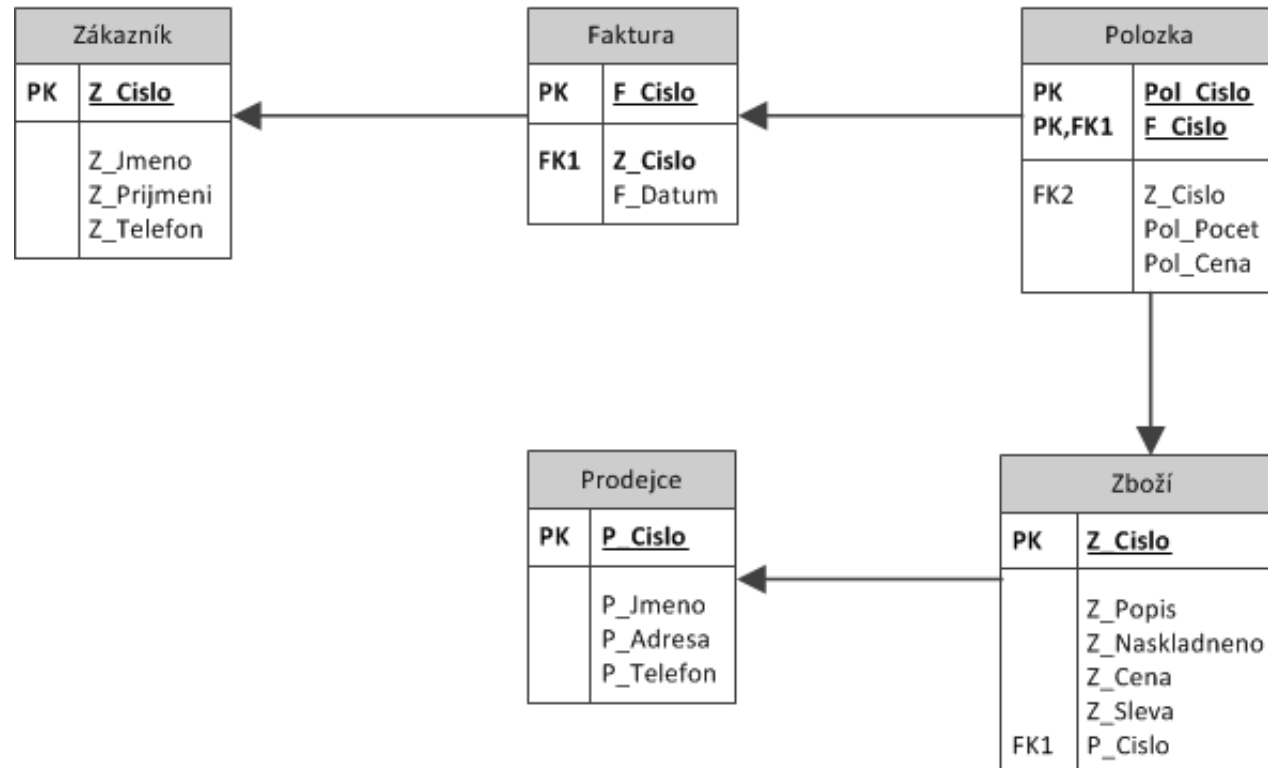 Zákazník
PK Z_Cislo
Z_Jmeno
Z_Prijmeni
Z_Telefon
Faktura
PK F_Cislo
FK1 Z_Cislo
F_Datum
Polozka
PK Pol_Cislo
PK,FK1 F_Cislo
FK2 Z_Cislo
Pol_Pocet
Pol_Cena
Prodejce
PK P_Cislo
P_Jmeno
P_Adresa
P_Telefon
Zboží
PK Z_Cislo
Z_Popis
Z_Naskladneno
Z_Cena
Z_Sleva
FK1 P_Cislo